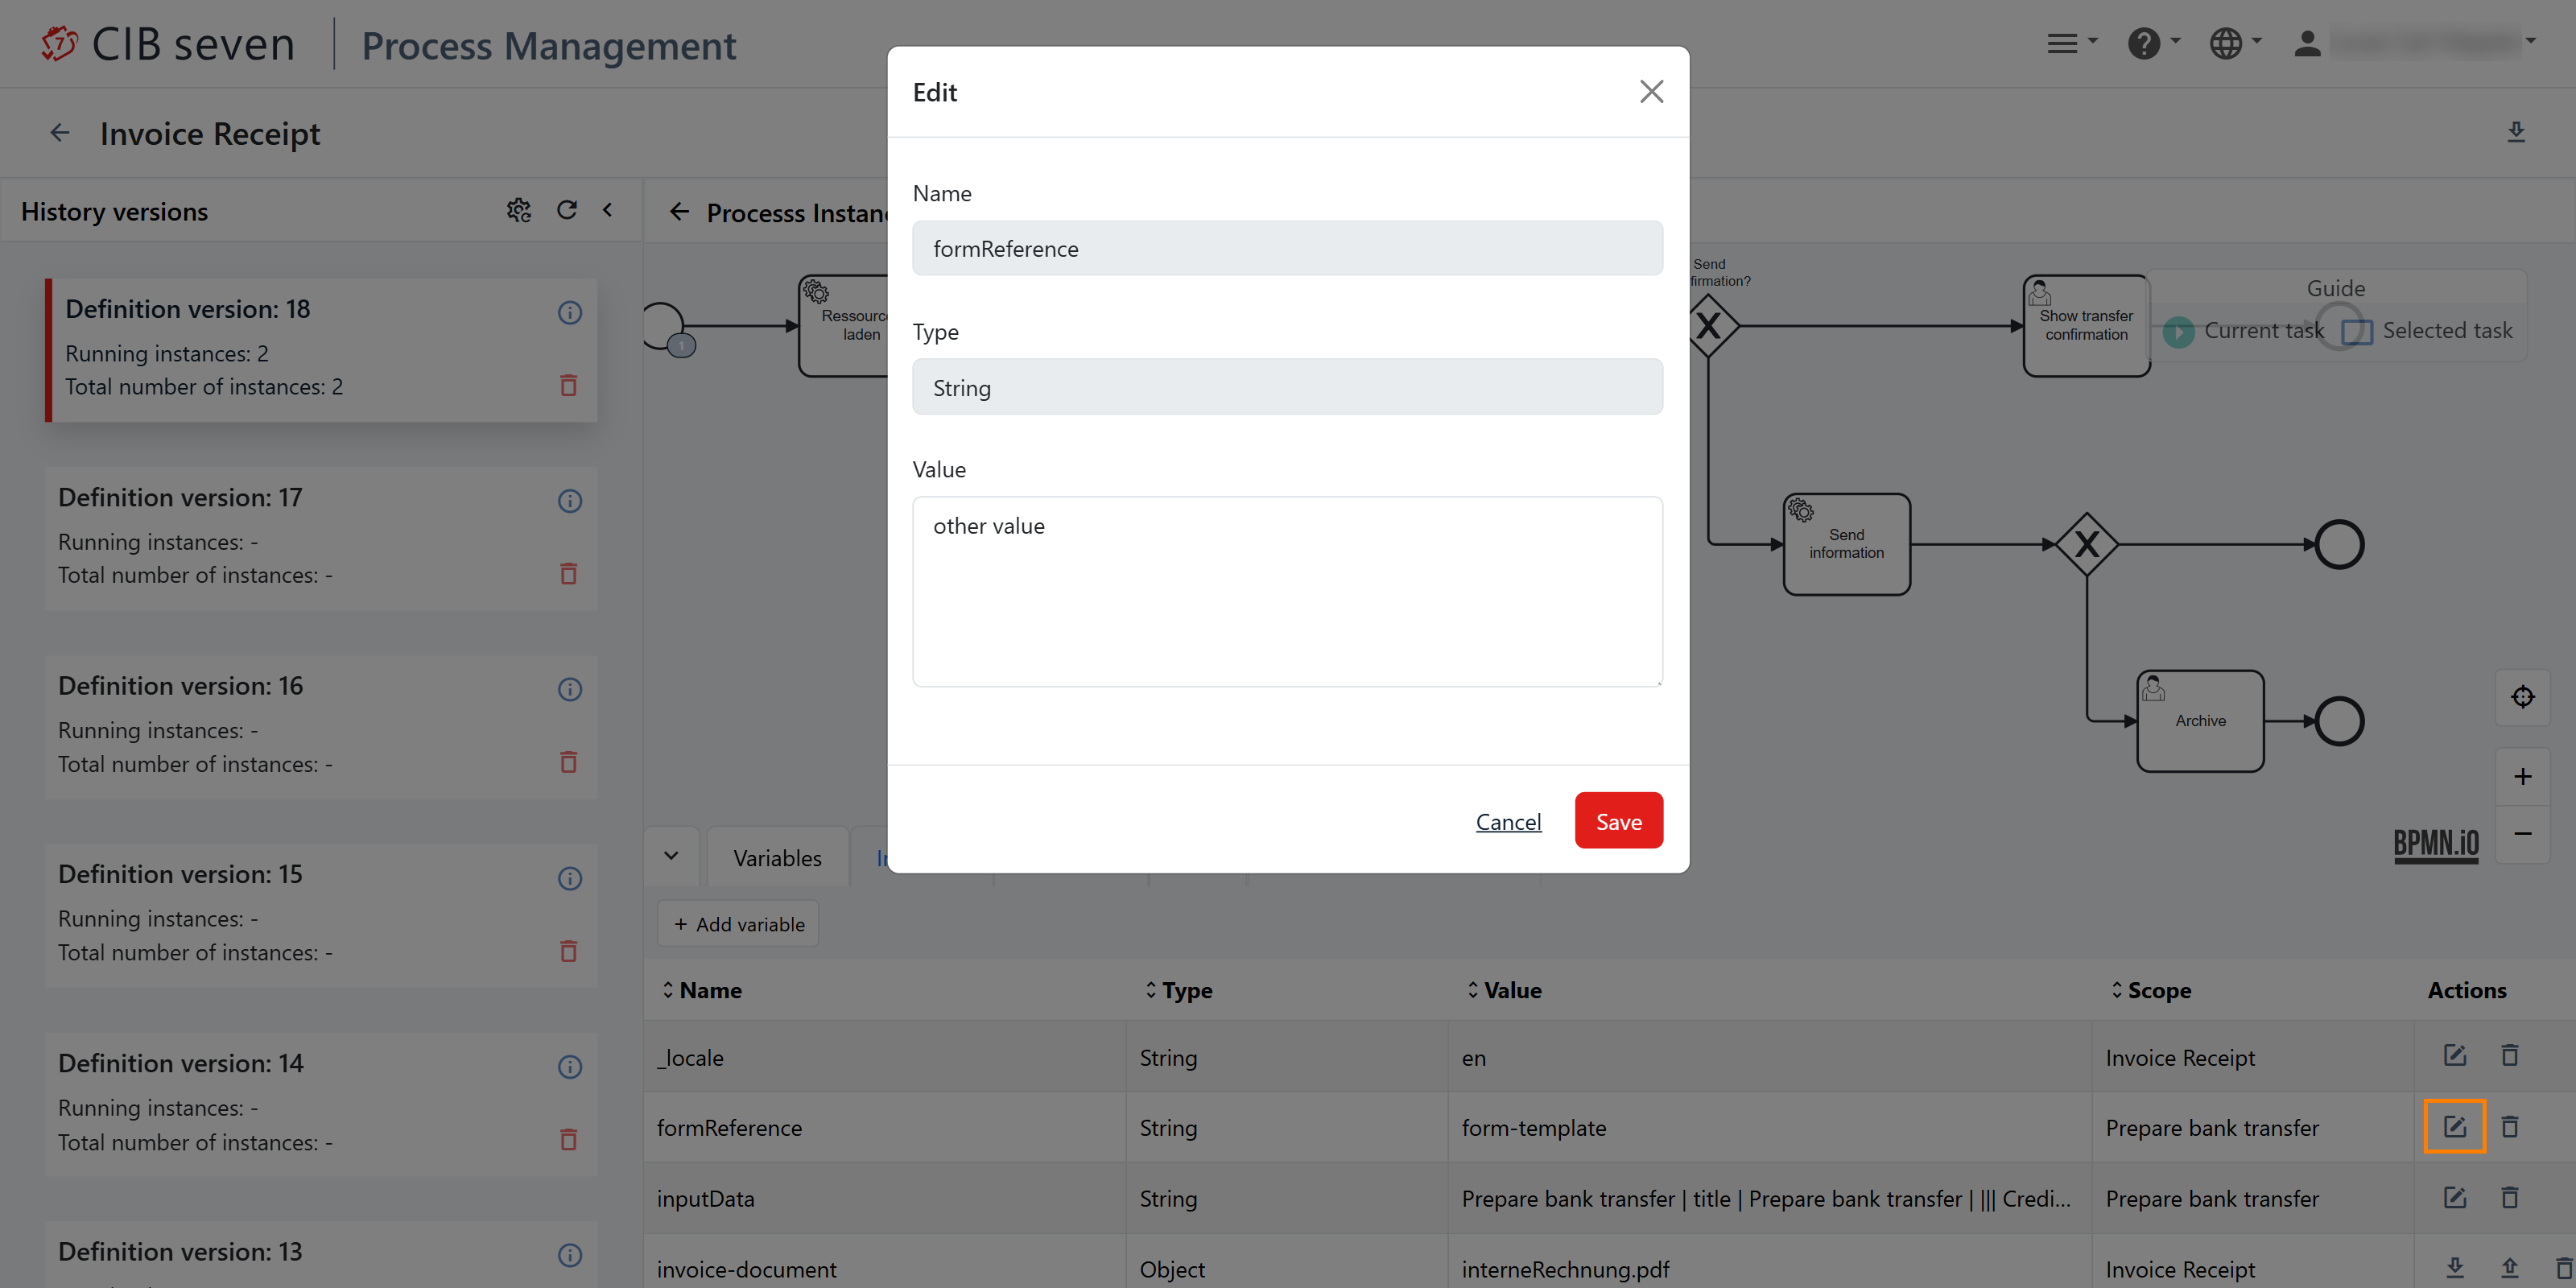 CIB seven
Process Management
Invoice Receipt
History versions
Definition version: 18
Running instances: 2
Total number of instances: 2
Definition version: 17
Running instances: -
Total number of instances: -
Definition version: 16
Running instances: -
Total number of instances: -
Definition version: 15
Running instances: -
Total number of instances: -
Definition version: 14
Running instances: -
Total number of instances: -
Definition version: 13
Processs Instan
1
Ressource
laden
Edit
Name
formReference
Type
String
Value
other value
Cancel
Save
Send
firmation?
Show transfer
confirmation
Guide
Current task
Selected task
Send
information
Archive
BPMN.iO
Variables
+ Add variable
Name Type Value Scope Actions
_locale String en Invoice Receipt
formReference String form-template Prepare bank transfer
inputData String Prepare bank transfer | title | Prepare bank transfer | ||| Credi... Prepare bank transfer
invoice-document Object interneRechnung.pdf Invoice Receipt